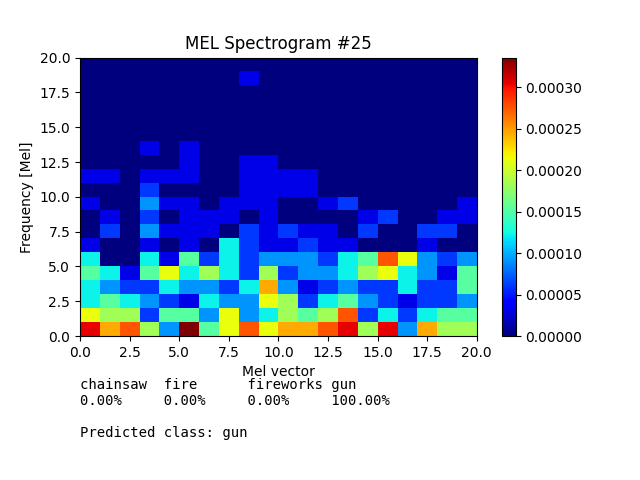 MEL Spectrogram #25
20.0
17.5
15.0
12.5
10.0
7.5
5.0
2.5
0.0
Frequency [Mel]
0.0 2.5 5.0 7.5 10.0 12.5 15.0 17.5 20.0
Mel vector
0.00030
0.00025
0.00020
0.00015
0.00010
0.00005
0.00000
chainsaw fire fireworks gun
0.00% 0.00% 0.00% 100.00%
Predicted class: gun